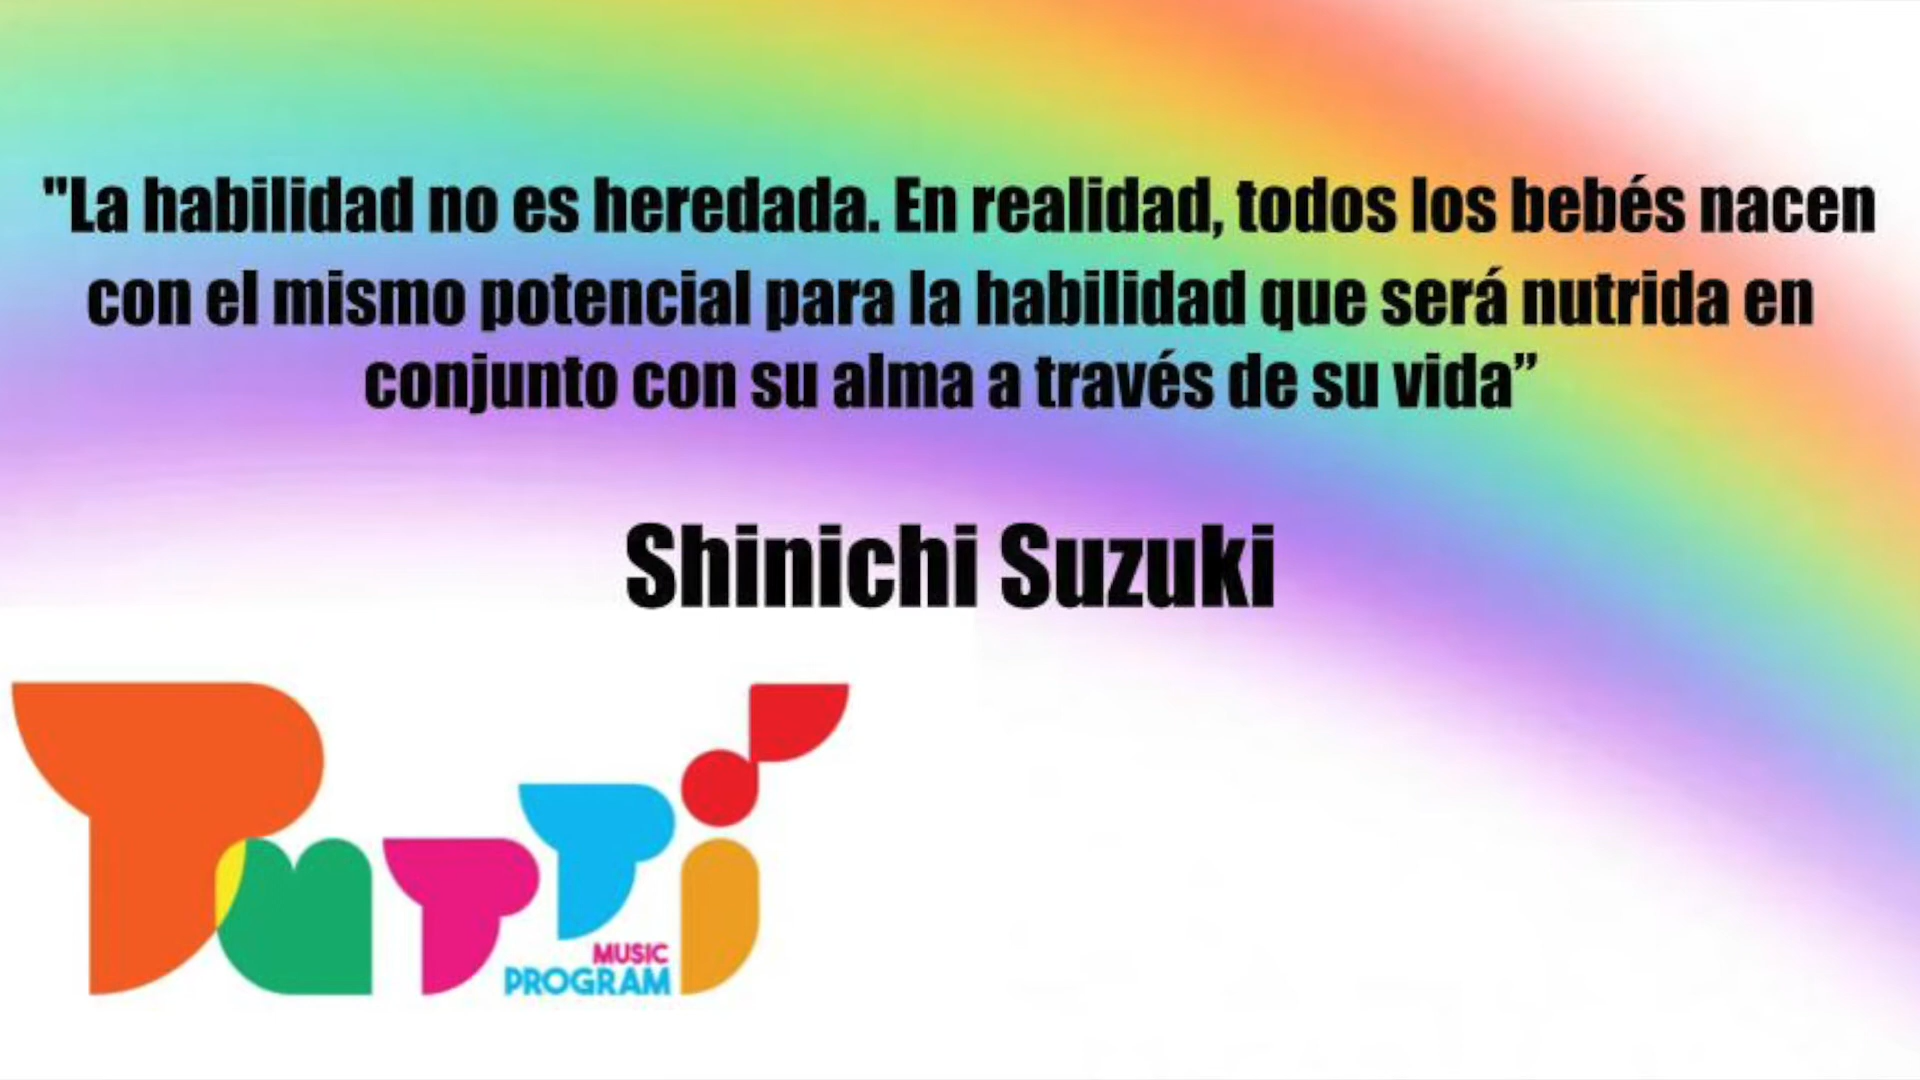 "La habilidad no es heredada. En realidad, todos los bebés nacen
con el mismo potencial para la habilidad que será nutrida en
conjunto con su alma a través de su vida”
Shinichi Suzuki
Tutti
MUSIC
PROGRAM